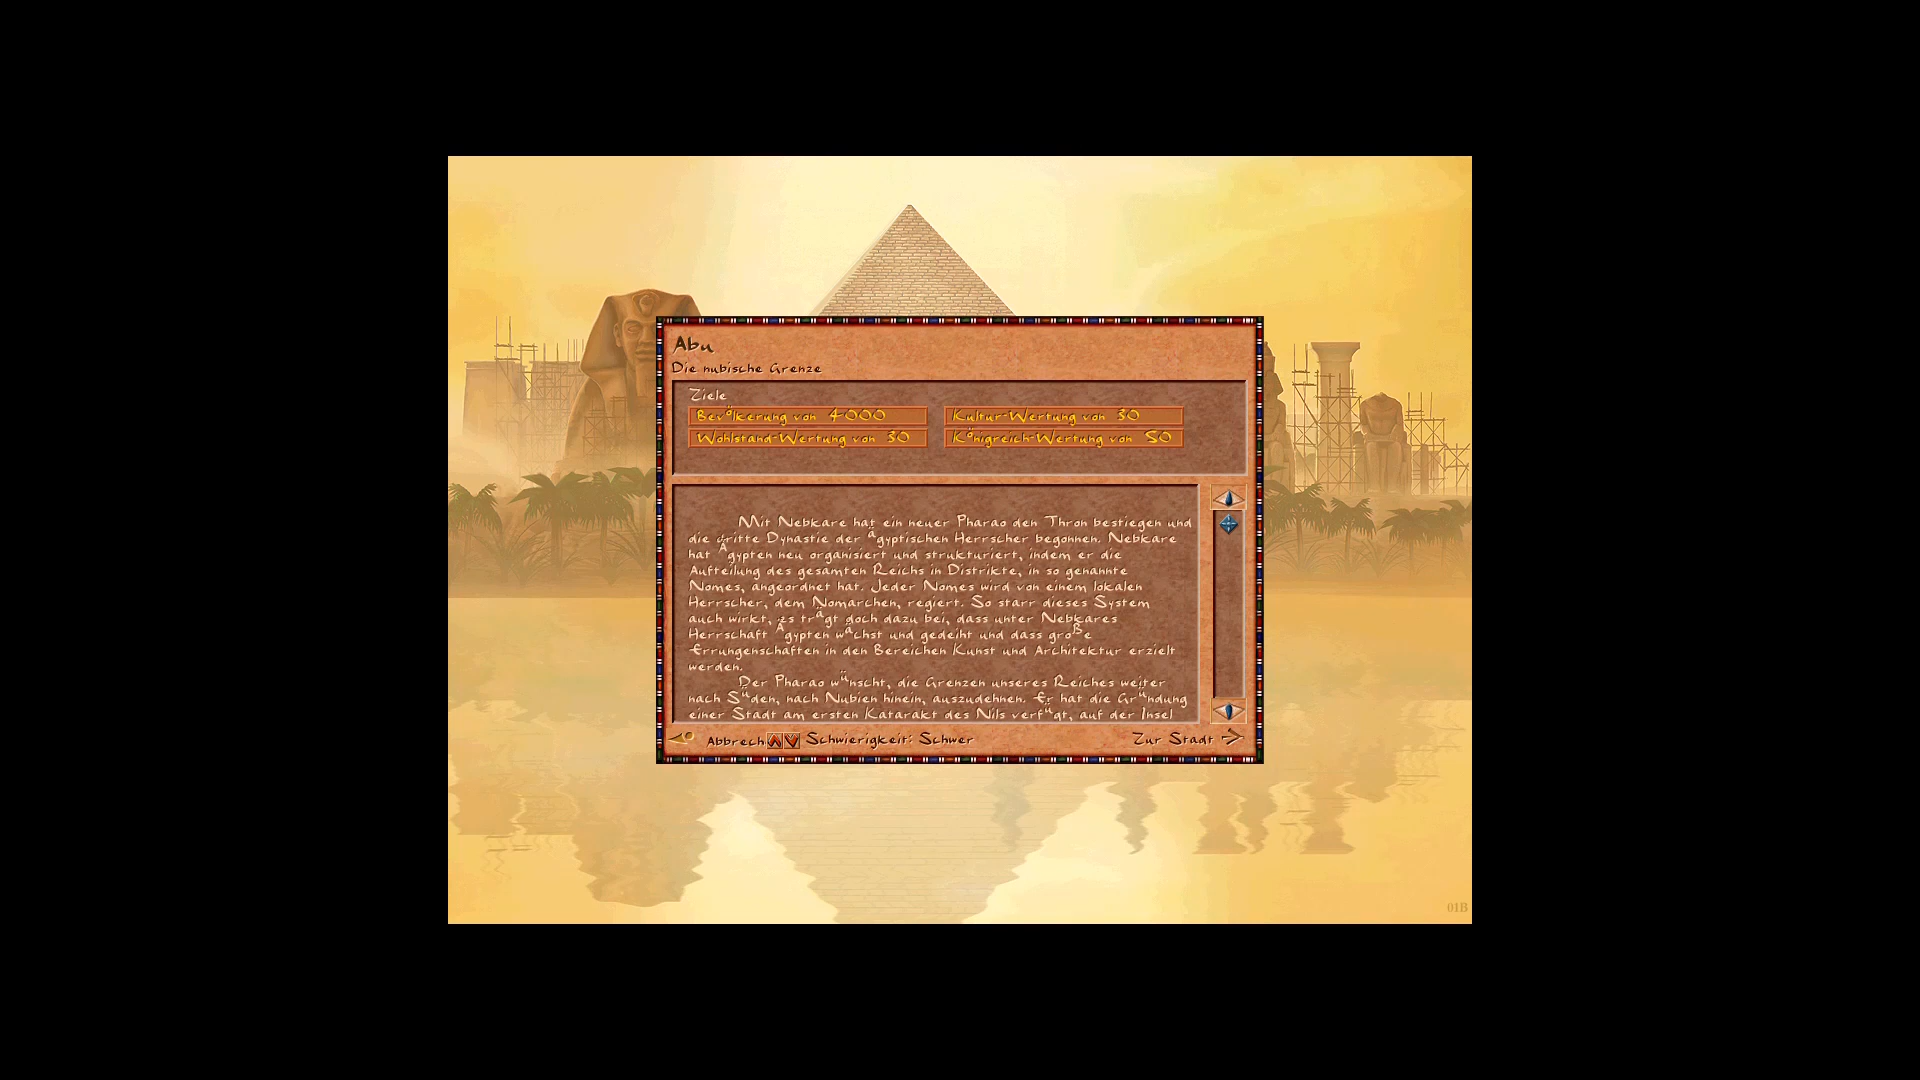 Abu
Die nubische Grenze
Ziele
Bevölkerung von 4000 Kultur-Wertung von 30
Wohlstand-Wertung von 30 Königreich-Wertung von 50
Mit Nebkare hat ein neuer Pharao den Thron bestiegen und
die dritte Dynastie der ägyptischen Herrscher begonnen. Nebkare
hat Ägypten neu organisiert und strukturiert, indem er die
Aufteilung des gesamten Reichs in Distrikte, in so genannte
Nomes, angeordnet hat. Jeder Nomes wird von einem lokalen
Herrscher, dem Nomarchen, regiert. So starr dieses System
auch wirkt, es trägt doch dazu bei, dass unter Nebkares
Herrschaft Ägypten wächst und gedeiht und dass große
Errungenschaften in den Bereichen Kunst und Architektur erzielt
werden.
Der Pharao wünscht, die Grenzen unseres Reiches weiter
nach Süden, nach Nubien hinein, auszudehnen. Er hat die Gründung
einer Stadt am ersten Katarakt des Nils verfügt, auf der Insel
Abbrech Schwierigkeit: Schwer Zur Stadt
01B